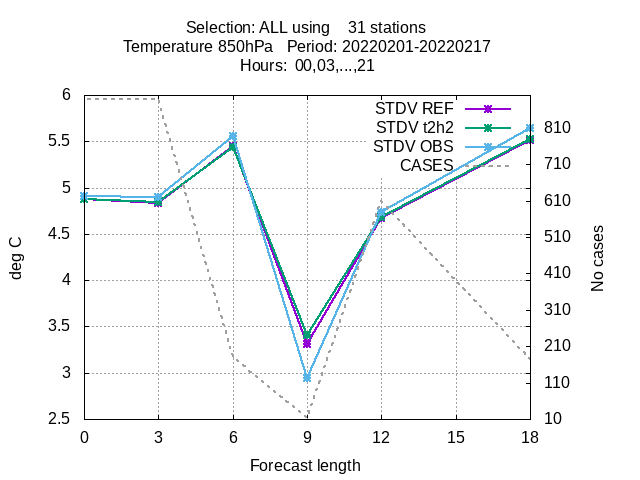 Selection: ALL using    31 stations
Temperature 850hPa   Period: 20220201-20220217
Hours:  00,03,...,21
STDV REF
STDV t2h2
STDV OBS
CASES
6
5.5
5
4.5
4
3.5
3
2.5
810
710
610
510
410
310
210
110
10
deg C
No cases
0 3 6 9 12 15 18
Forecast length